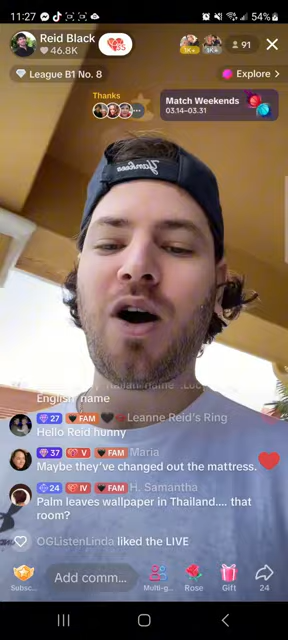 11:27
54%
Reid Black
46.8K
1K+
1K+
91
League B1 No. 8
Explore >
Thanks
Match Weekends
03.14–03.31
Yankees
English name
27 FAM Leanne Reid's Ring
Hello Reid hunny
37 V FAM Maria
Maybe they've changed out the mattress.
24 IV FAM H. Samantha
Palm leaves wallpaper in Thailand.... that
room?
OGListenLinda liked the LIVE
Subsc...
Add comm...
Multi-g...
Rose
Gift
24